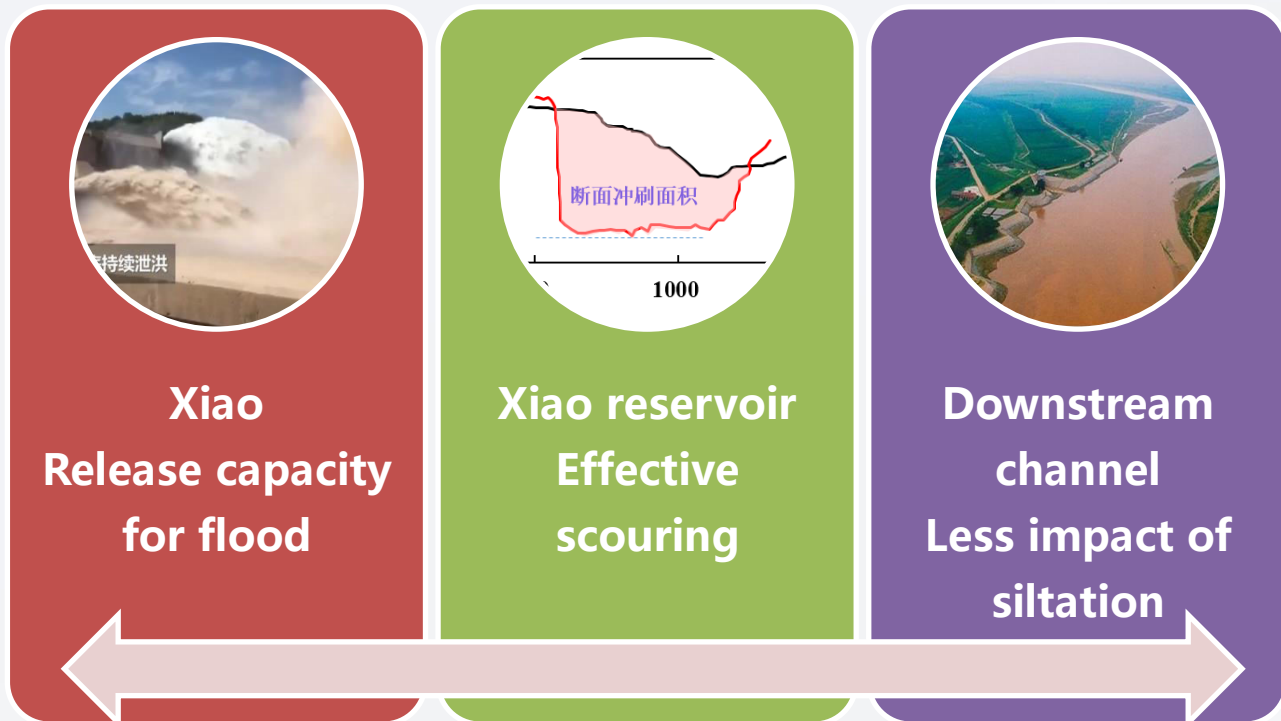 持续泄洪
断面冲刷面积
1000
Xiao
Release capacity
for flood
Xiao reservoir
Effective
scouring
Downstream
channel
Less impact of
siltation